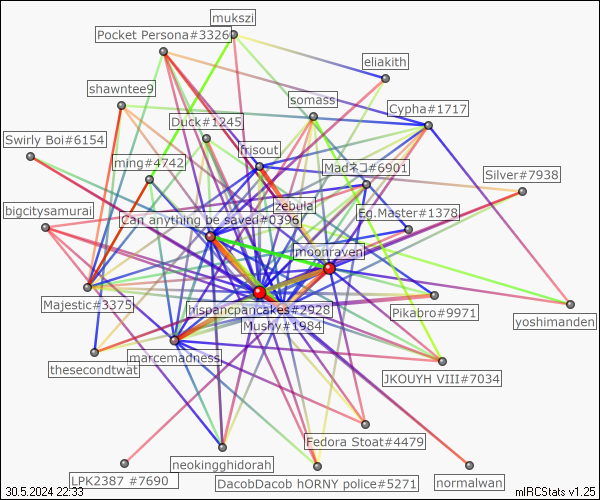 mukszi
Pocket Persona#3326
eliakith
shawntee9
somass
Cypha#1717
Duck#1245
Swirly Boi#6154
frisout
ming#4742
Madネコ#6901
Silver#7938
zebula
bigcitysamurai
Can anything be saved#0396
Eg.Master#1378
moonraven
Majestic#3375
hispancpancakes#2928
Pikabro#9971
yoshimanden
Mushy#1984
marcemadness
thesecondtwat
JKOUYH VIII#7034
Fedora Stoat#4479
neokingghidorah
LPK2387 #7690
DacobDacob hORNY police#5271
normalwan
30.5.2024 22:33
mIRCStats v1.25